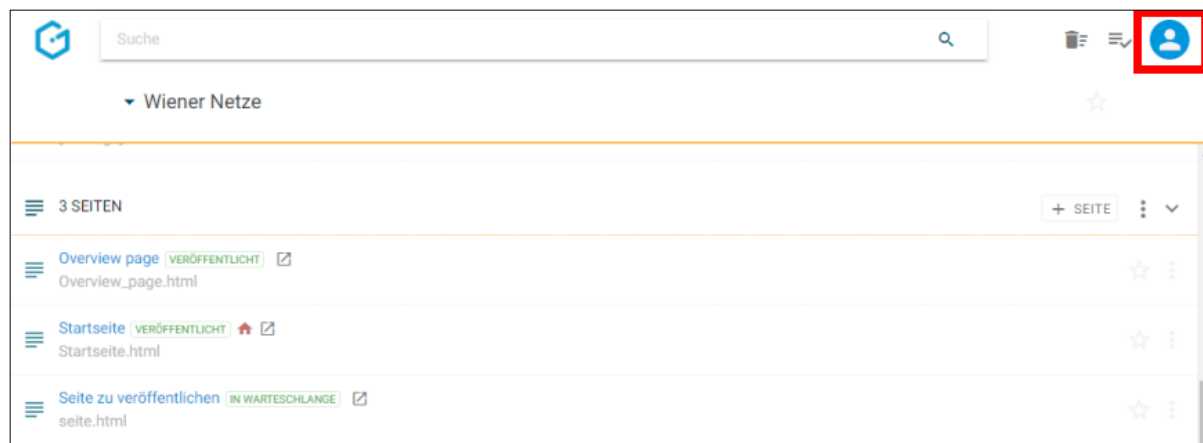 Suche
Wiener Netze
3 SEITEN
+ SEITE
Overview page VERÖFFENTLICHT
Overview_page.html
Startseite VERÖFFENTLICHT
Startseite.html
Seite zu veröffentlichen IN WARTESCHLANGE
seite.html